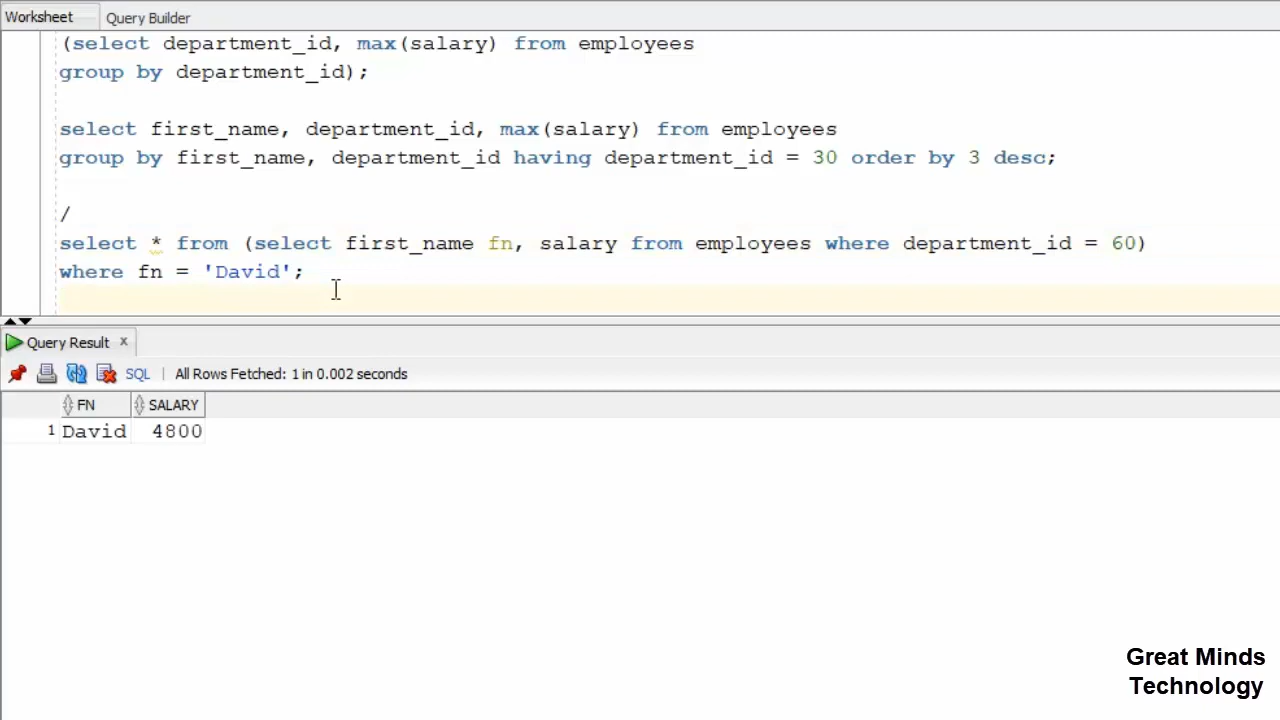 Worksheet Query Builder
(select department_id, max(salary) from employees
group by department_id);
select first_name, department_id, max(salary) from employees
group by first_name, department_id having department_id = 30 order by 3 desc;
/
select * from (select first_name fn, salary from employees where department_id = 60)
where fn = 'David';
Query Result x
SQL | All Rows Fetched: 1 in 0.002 seconds
FN SALARY
1 David 4800
Great Minds
Technology